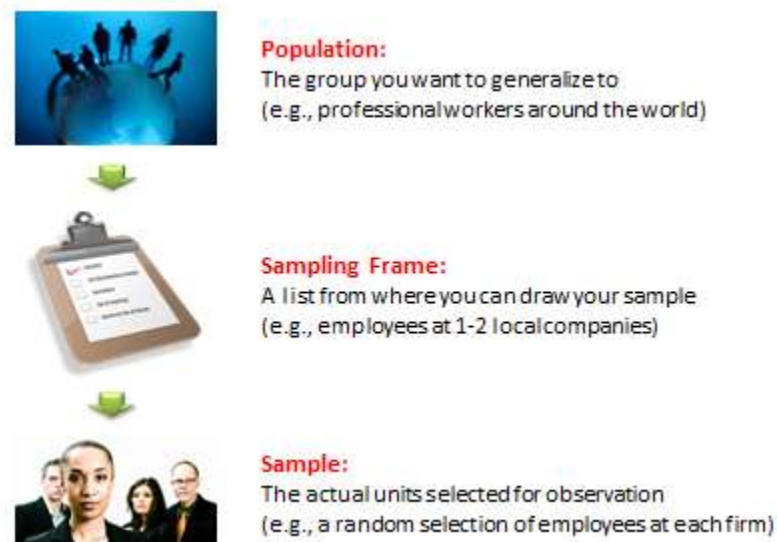 Population:
The group you want to generalize to
(e.g., professional workers around the world)
Sampling Frame:
A list from where you can draw your sample
(e.g., employees at 1-2 local companies)
Sample:
The actual units selected for observation
(e.g., a random selection of employees at each firm)